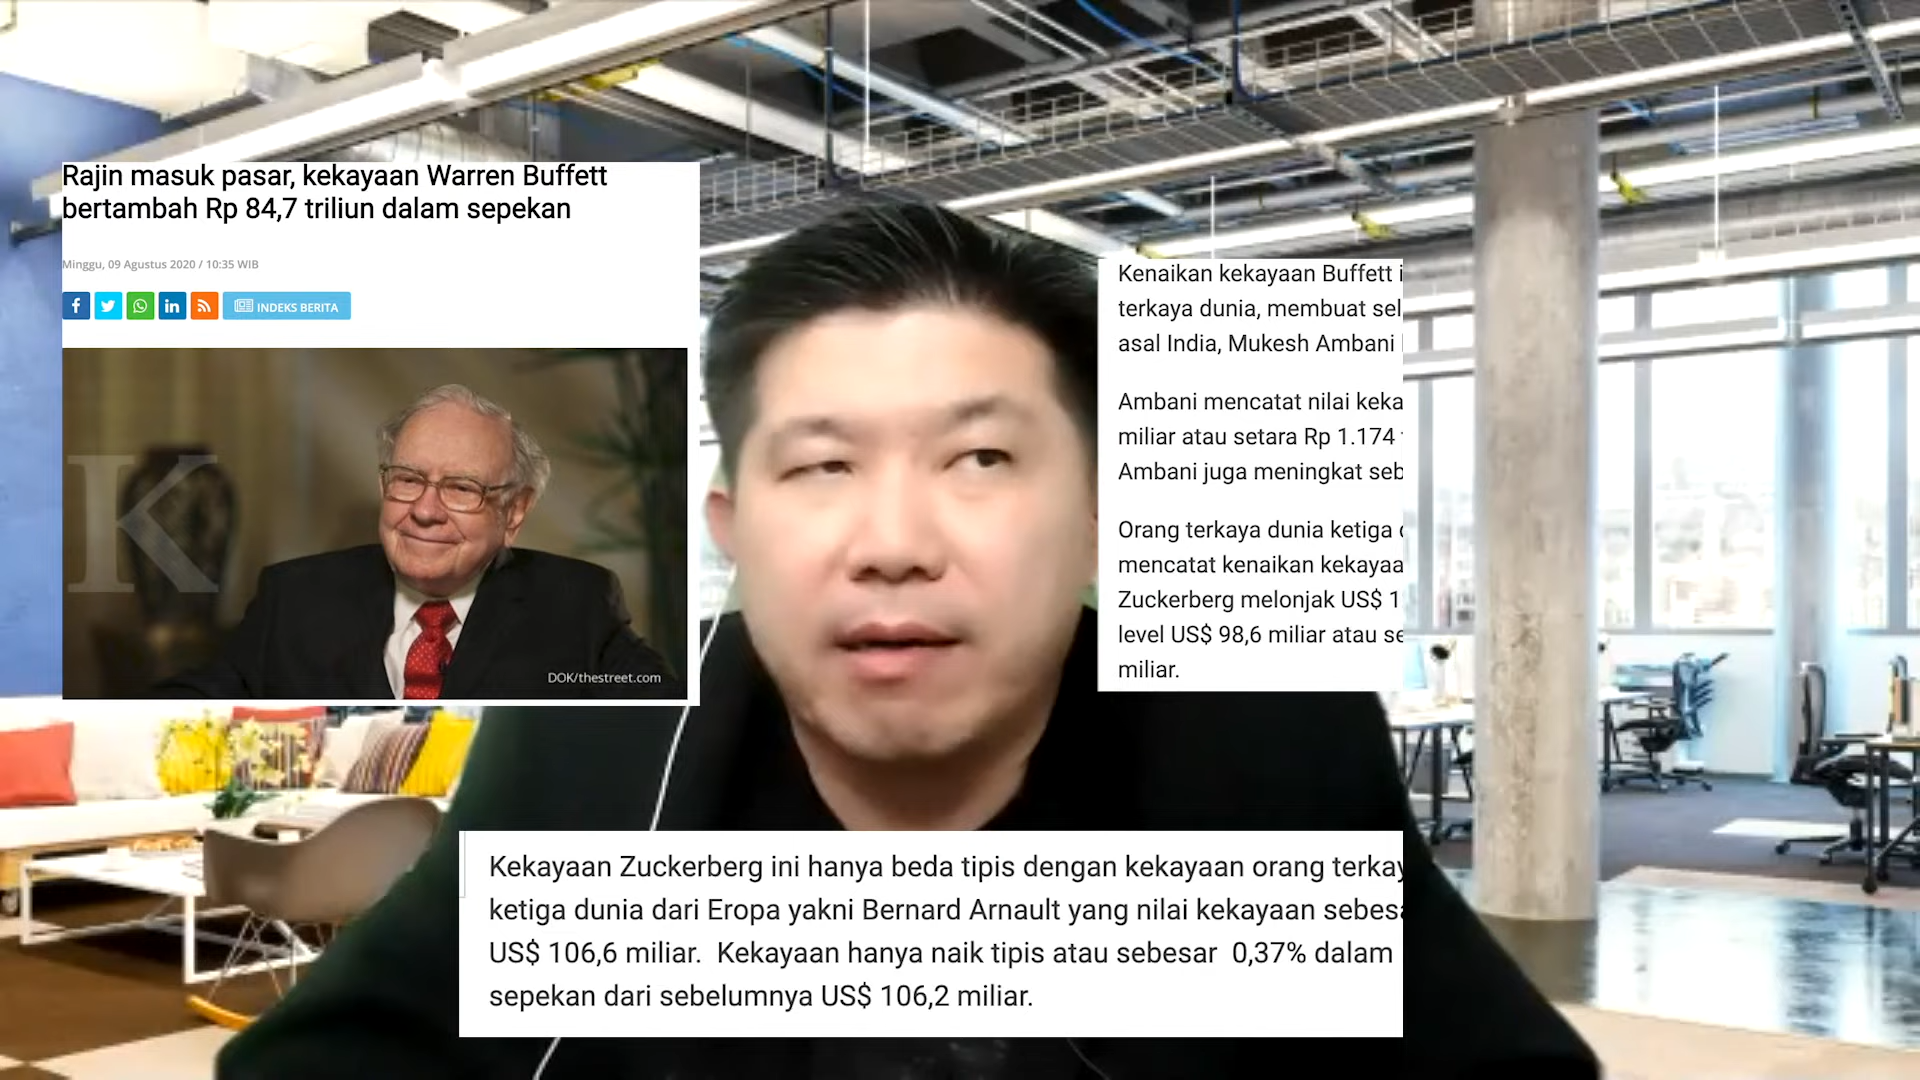 Rajin masuk pasar, kekayaan Warren Buffett
bertambah Rp 84,7 triliun dalam sepekan
Minggu, 09 Agustus 2020 / 10:35 WIB
INDEKS BERITA
K
DOK/thestreet.com
Kenaikan kekayaan Buffett
terkaya dunia, membuat
asal India, Mukesh Ambani
Ambani mencatat nilai
miliar atau setara Rp 1.174
Ambani juga meningkat
Orang terkaya dunia ketiga
mencatat kenaikan
Zuckerberg melonjak US$ 1
level US$ 98,6 miliar atau
miliar.
Kekayaan Zuckerberg ini hanya beda tipis dengan kekayaan orang
ketiga dunia dari Eropa yakni Bernard Arnault yang nilai kekayaan
US$ 106,6 miliar. Kekayaan hanya naik tipis atau sebesar 0,37% dalam
sepekan dari sebelumnya US$ 106,2 miliar.